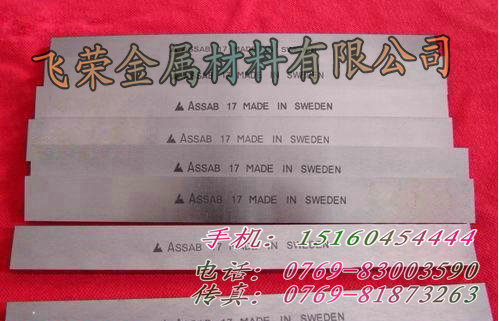 飞荣金属材料有限公司
ASSAB 17 MADE IN SWEDEN
ASSAB 17 MADE IN SWEDEN
ASSAB 17 MADE IN SWEDEN
ASSAB 17 MADE IN SWEDEN
ASSAB 17 MADE IN SWEDEN
手机: 15160454444
电话: 0769-83003590
传真: 0769-81873263